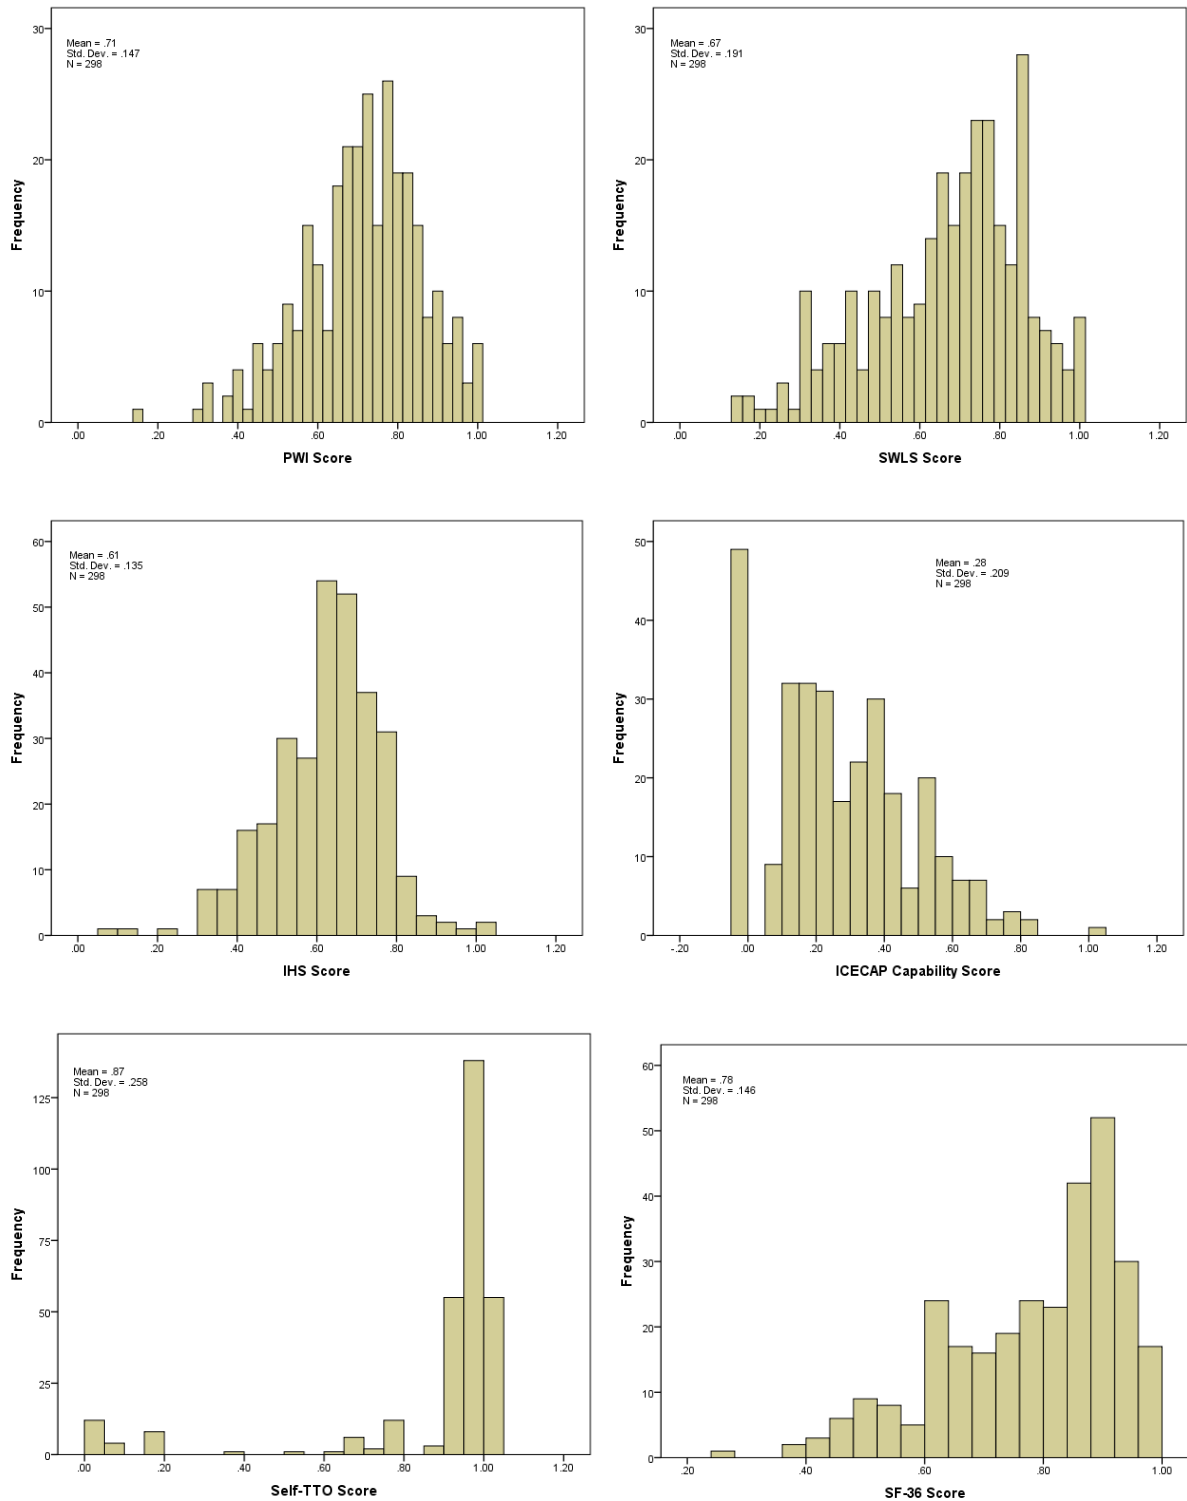 30
20
10
0
Frequency
Mean = .71
Std. Dev. = .147
N = 298
.00 .20 .40 .60 .80 1.00 1.20
PWI Score
30
20
10
0
Frequency
Mean = .67
Std. Dev. = .191
N = 298
.00 .20 .40 .60 .80 1.00 1.20
SWLS Score
60
50
40
30
20
10
0
Frequency
Mean = .61
Std. Dev. = .135
N = 298
.00 .20 .40 .60 .80 1.00 1.20
IHS Score
50
40
30
20
10
0
Frequency
Mean = .28
Std. Dev. = .209
N = 298
-.20 .00 .20 .40 .60 .80 1.00 1.20
ICECAP Capability Score
125
100
75
50
25
0
Frequency
Mean = .87
Std. Dev. = .258
N = 298
.00 .20 .40 .60 .80 1.00 1.20
Self-TTO Score
60
50
40
30
20
10
0
Frequency
Mean = .78
Std. Dev. = .146
N = 298
.20 .40 .60 .80 1.00
SF-36 Score